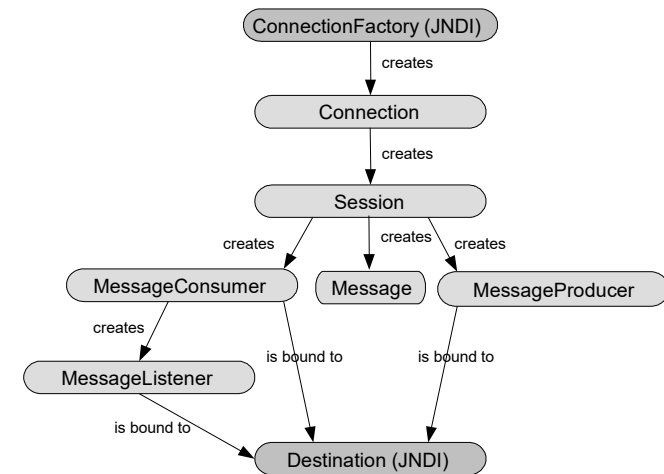 ConnectionFactory (JNDI)
creates
Connection
creates
Session
creates
creates
creates
MessageConsumer
Message
MessageProducer
creates
is bound to
is bound to
MessageListener
is bound to
Destination (JNDI)